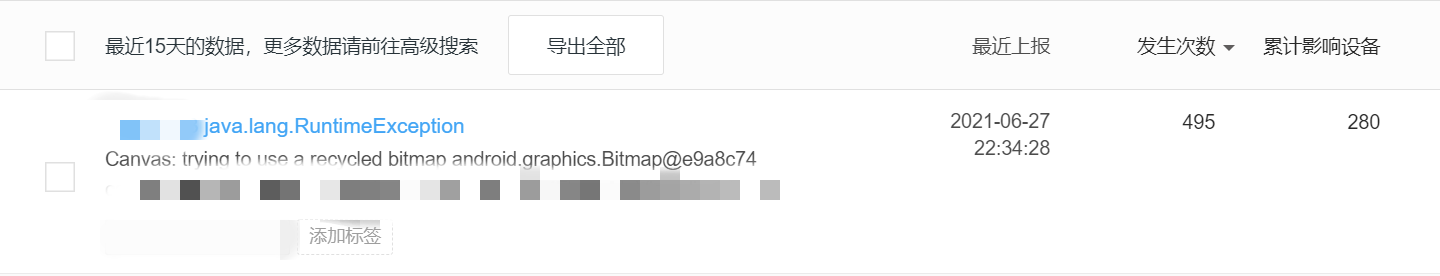 最近15天的数据，更多数据请前往高级搜索 导出全部 最近上报 发生次数 累计影响设备
java.lang.RuntimeException 2021-06-27 495 280
22:34:28
Canvas: trying to use a recycled bitmap android.graphics.Bitmap@e9a8c74
添加标签